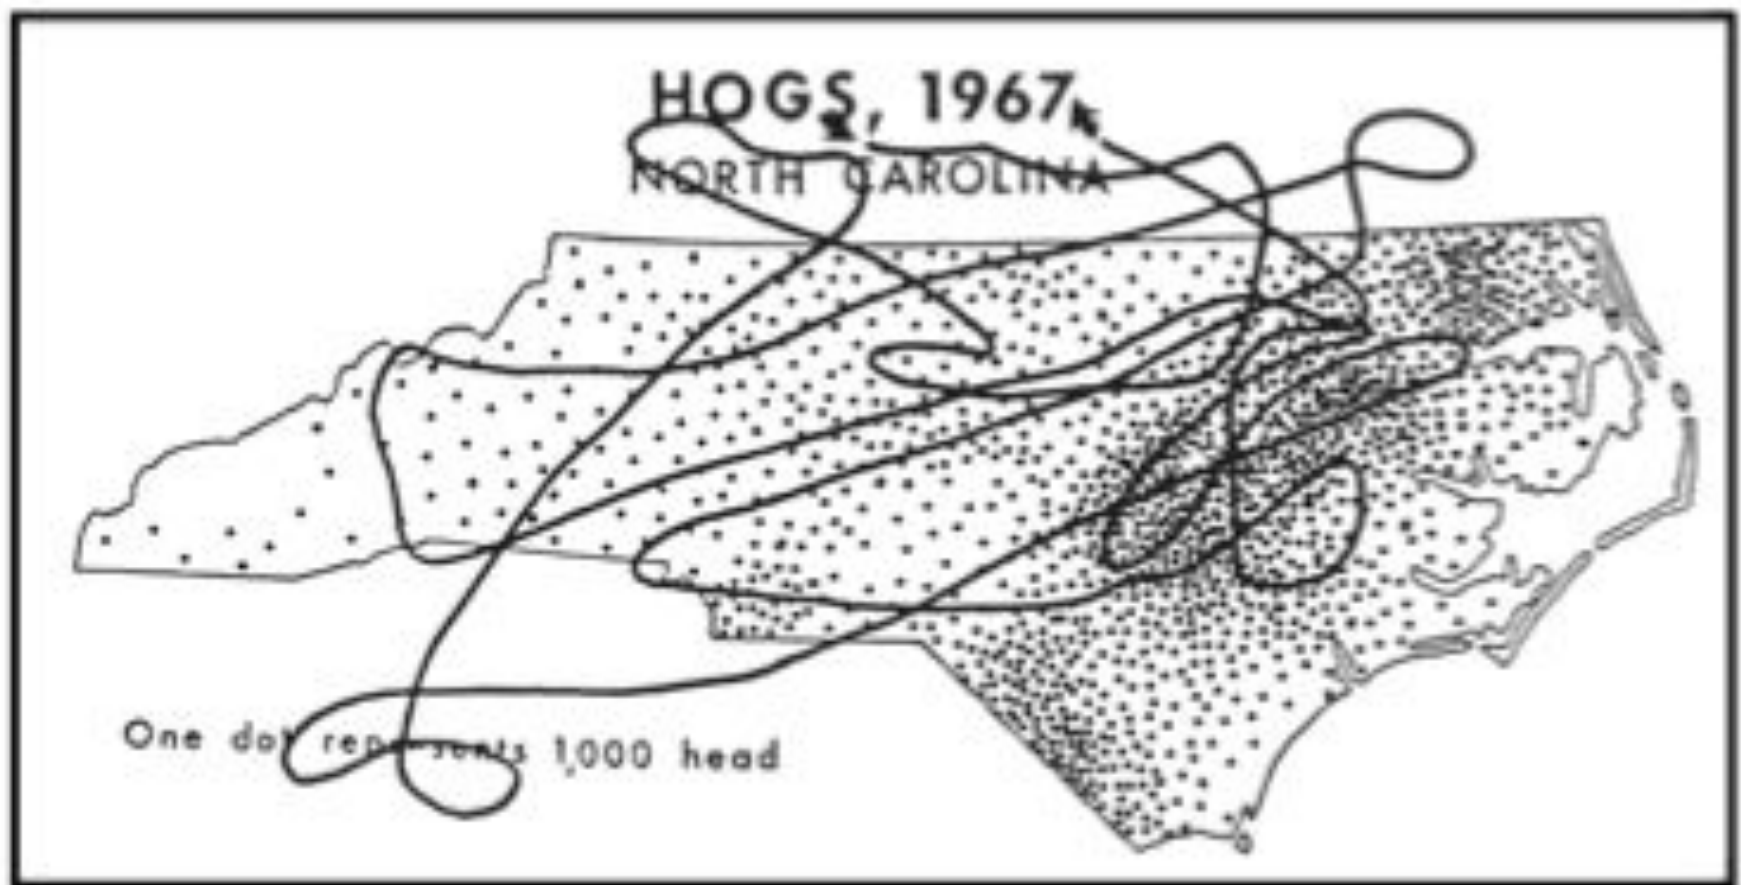 HOGS, 1967
NORTH CAROLINA
One dot represents 1,000 head